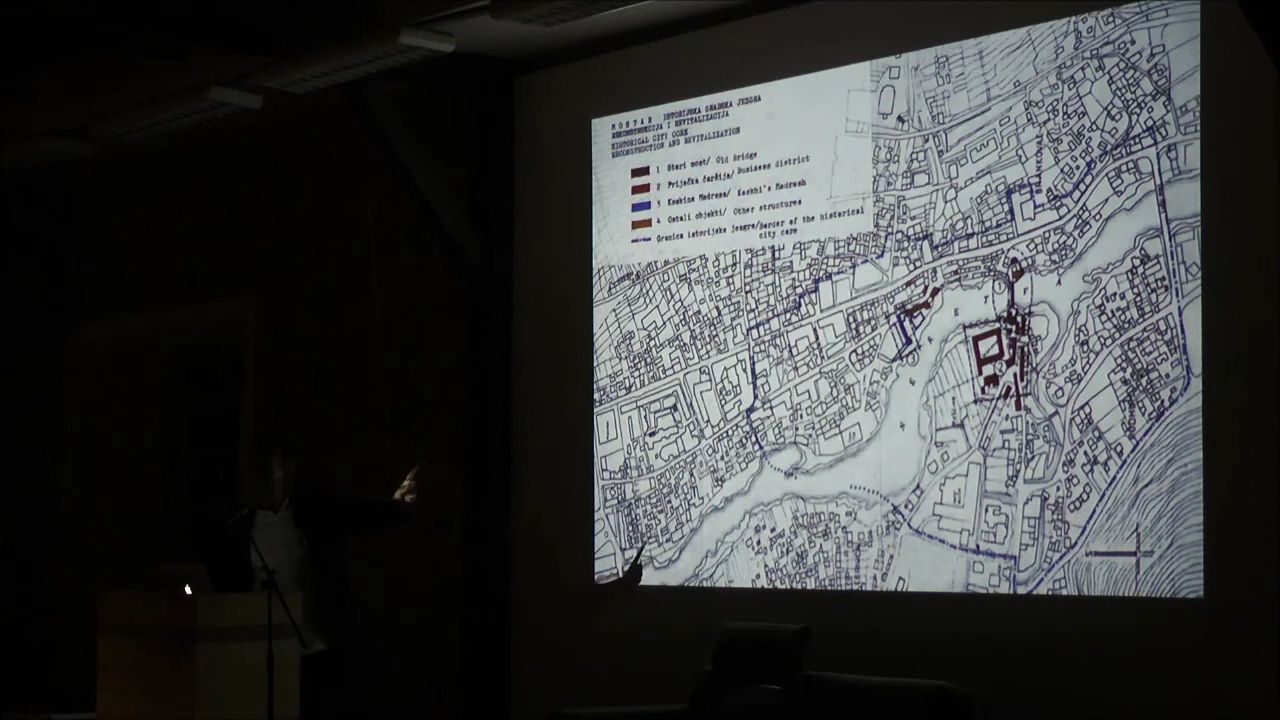 MOSTAR ISTORIJSKA GRADSKA JEZGRA
REKONSTRUKCIJA I REVITALIZACIJA
HISTORICAL CITY CORE
RECONSTRUCTION AND REVITALIZATION
1 Stari most/ Old Bridge
2 Priječka čaršija/ Business district
3 Koskina Medresa/ Koskhi's Madrash
4 Ostali objekti/ Other structures
Granica istorijske jezgre/Border of the historical
city core
BRANKOVAC
N E R E T V A